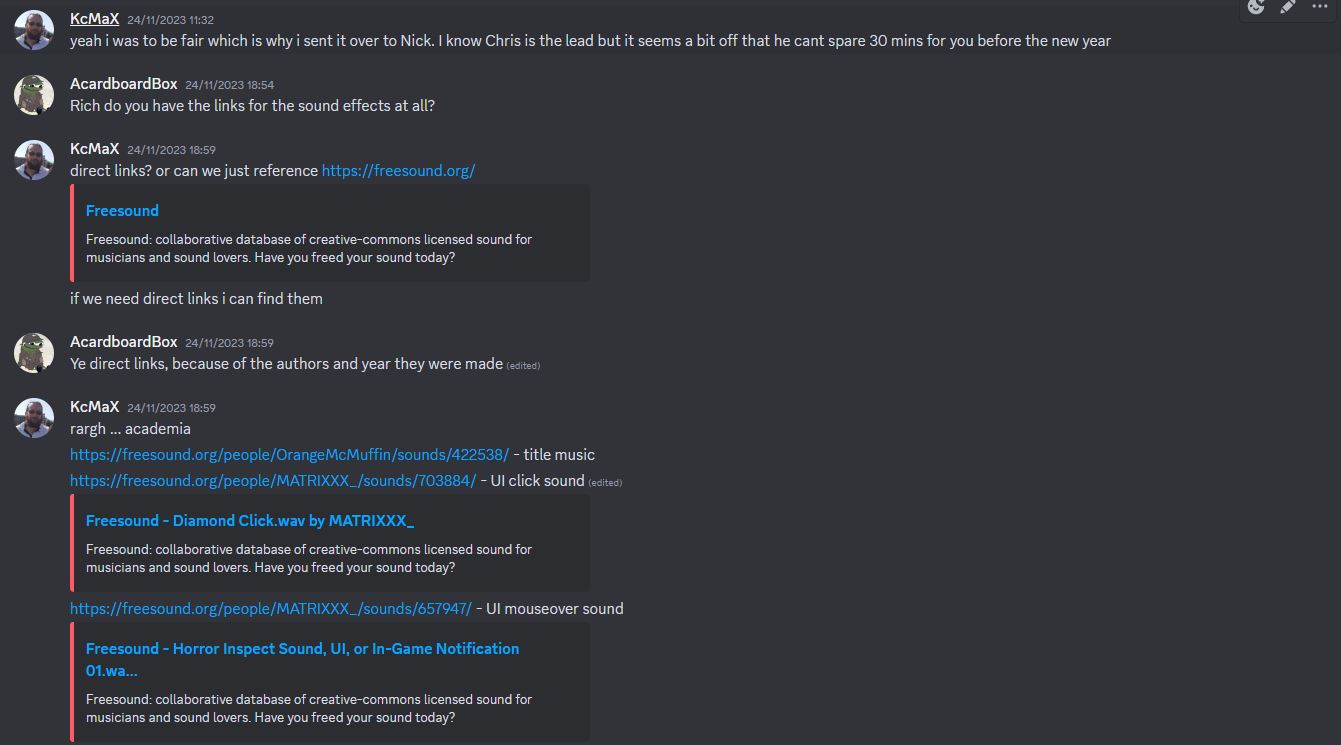 KcMaX 24/11/2023 11:32
yeah i was to be fair which is why i sent it over to Nick. I know Chris is the lead but it seems a bit off that he cant spare 30 mins for you before the new year
AcardboardBox 24/11/2023 18:54
Rich do you have the links for the sound effects at all?
KcMaX 24/11/2023 18:59
direct links? or can we just reference https://freesound.org/
Freesound
Freesound: collaborative database of creative-commons licensed sound for
musicians and sound lovers. Have you freed your sound today?
if we need direct links i can find them
AcardboardBox 24/11/2023 18:59
Ye direct links, because of the authors and year they were made (edited)
KcMaX 24/11/2023 18:59
rargh ... academia
https://freesound.org/people/OrangeMcMuffin/sounds/422538/ - title music
https://freesound.org/people/MATRIXXX_/sounds/703884/ - UI click sound (edited)
Freesound - Diamond Click.wav by MATRIXXX_
Freesound: collaborative database of creative-commons licensed sound for
musicians and sound lovers. Have you freed your sound today?
https://freesound.org/people/MATRIXXX_/sounds/657947/ - UI mouseover sound
Freesound - Horror Inspect Sound, UI, or In-Game Notification
01.wa...
Freesound: collaborative database of creative-commons licensed sound for
musicians and sound lovers. Have you freed your sound today?